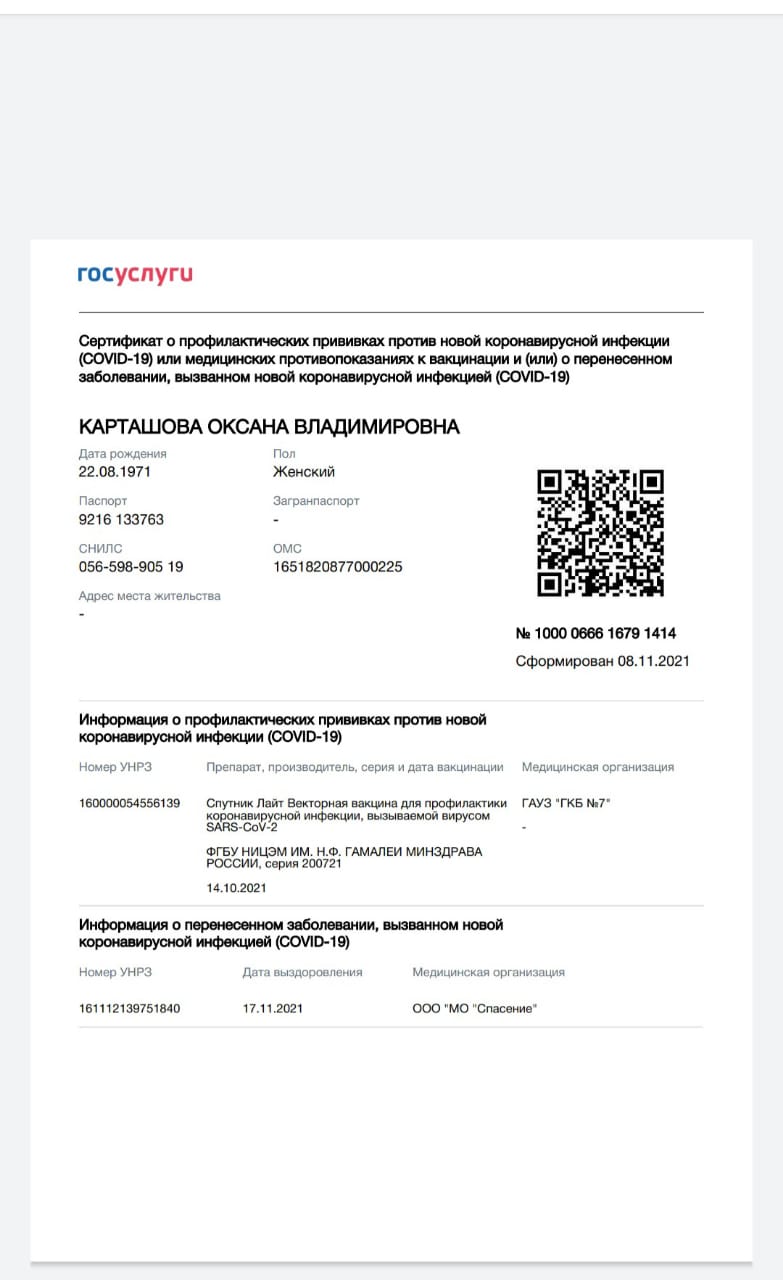 госуслуги
Сертификат о профилактических прививках против новой коронавирусной инфекции
(COVID-19) или медицинских противопоказаниях к вакцинации и (или) о перенесенном
заболевании, вызванном новой коронавирусной инфекцией (COVID-19)
КАРТАШОВА ОКСАНА ВЛАДИМИРОВНА
Дата рождения Пол
22.08.1971 Женский
Паспорт Загранпаспорт
9216 133763 -
СНИЛС ОМС
056-598-905 19 1651820877000225
Адрес места жительства
-
№ 1000 0666 1679 1414
Сформирован 08.11.2021
Информация о профилактических прививках против новой
коронавирусной инфекции (COVID-19)
Номер УНРЗ Препарат, производитель, серия и дата вакцинации Медицинская организация
160000054556139 Спутник Лайт Векторная вакцина для профилактики ГАУЗ "ГКБ №7"
коронавирусной инфекции, вызываемой вирусом
SARS-CoV-2 -
ФГБУ НИЦЭМ ИМ. Н.Ф. ГАМАЛЕИ МИНЗДРАВА
РОССИИ, серия 200721
14.10.2021
Информация о перенесенном заболевании, вызванном новой
коронавирусной инфекцией (COVID-19)
Номер УНРЗ Дата выздоровления Медицинская организация
161112139751840 17.11.2021 ООО "МО "Спасение"